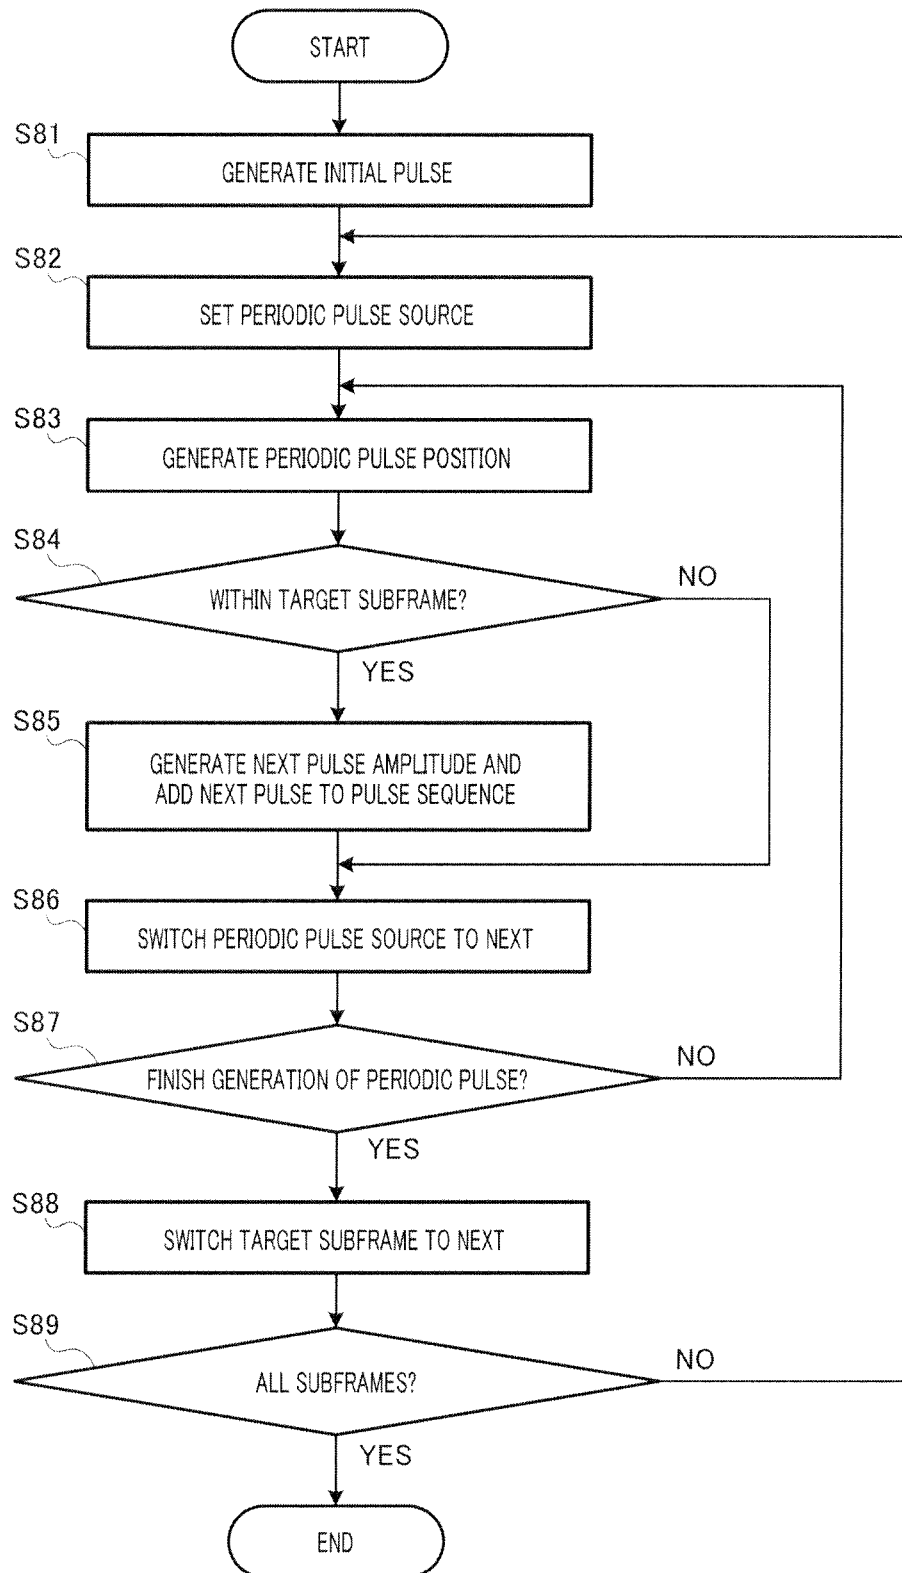 START
S81
GENERATE INITIAL PULSE
S82
SET PERIODIC PULSE SOURCE
S83
GENERATE PERIODIC PULSE POSITION
S84
WITHIN TARGET SUBFRAME?
NO
YES
S85
GENERATE NEXT PULSE AMPLITUDE AND
ADD NEXT PULSE TO PULSE SEQUENCE
S86
SWITCH PERIODIC PULSE SOURCE TO NEXT
S87
FINISH GENERATION OF PERIODIC PULSE?
NO
YES
S88
SWITCH TARGET SUBFRAME TO NEXT
S89
ALL SUBFRAMES?
NO
YES
END